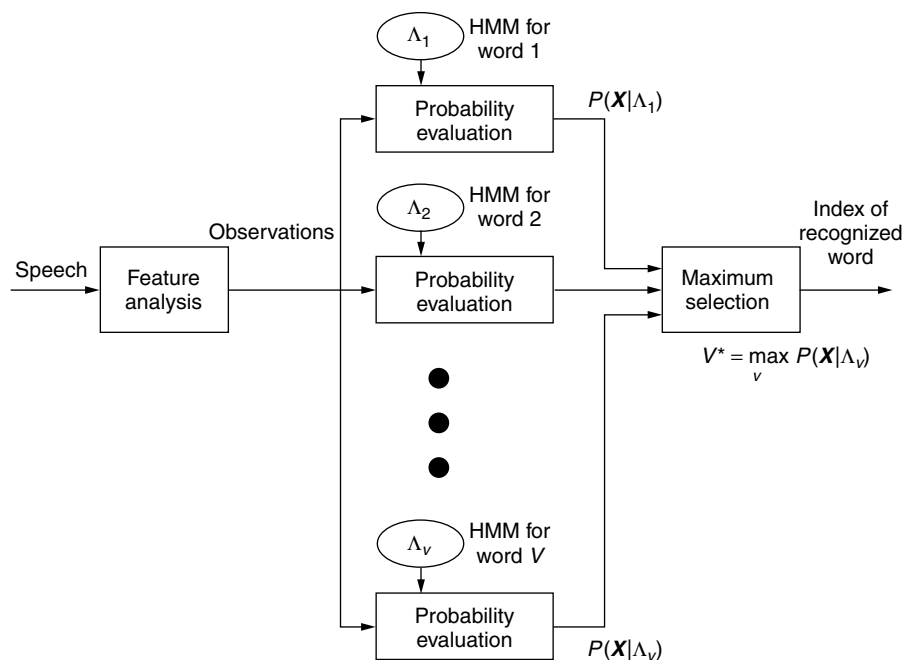 Λ1
HMM for
word 1
Probability
evaluation
P(X|Λ1)
Λ2
HMM for
word 2
Observations
Speech
Feature
analysis
Probability
evaluation
Maximum
selection
Index of
recognized
word
V* = max P(X|Λv)
v
Λv
HMM for
word V
Probability
evaluation
P(X|Λv)